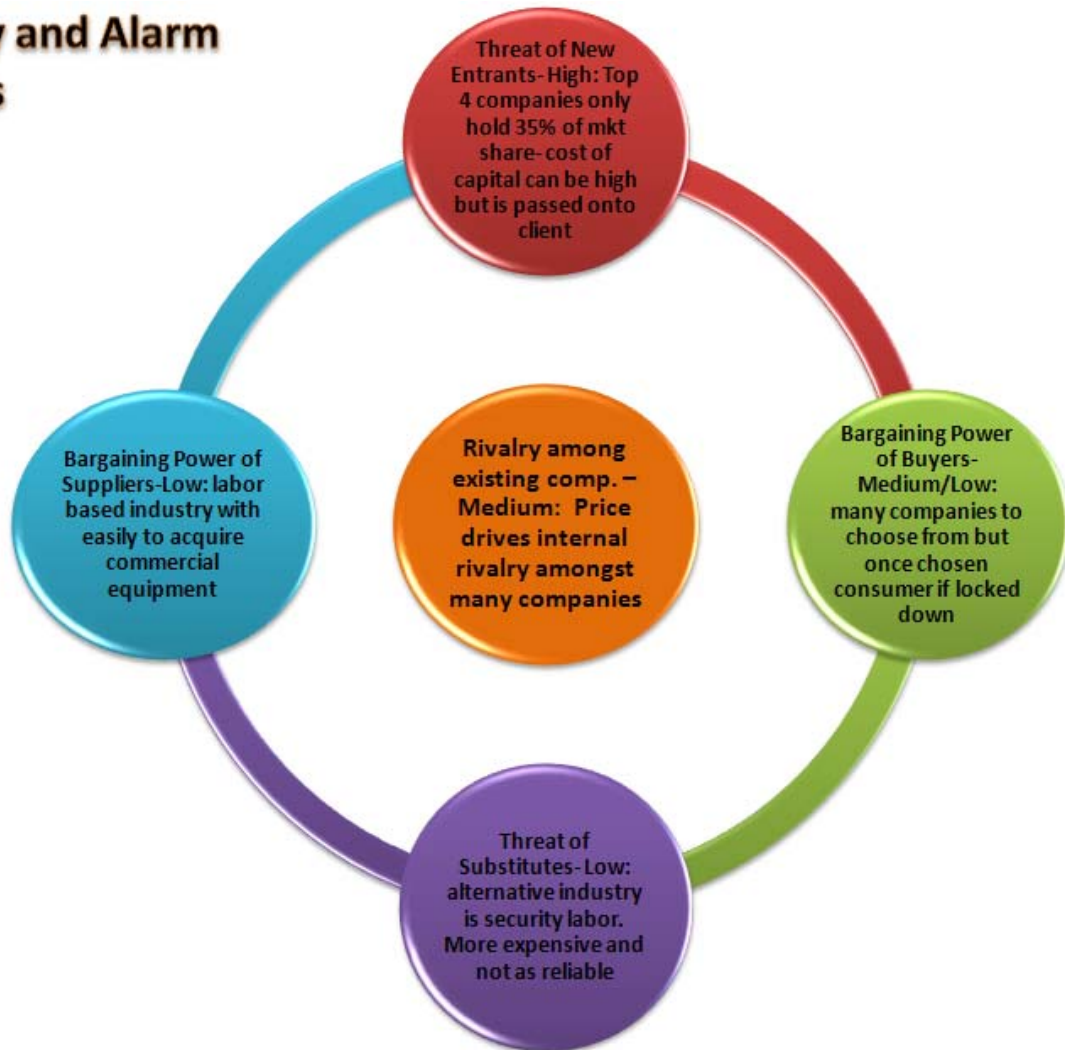 and Alarm
Threat of New
Entrants- High: Top
4 companies only
hold 35% of mkt
share- cost of
capital can be high
but is passed onto
client
Bargaining Power of
Suppliers-Low: labor
based industry with
easily to acquire
commercial
equipment
Rivalry among
existing comp. –
Medium:  Price
drives internal
rivalry amongst
many companies
Bargaining Power
of Buyers-
Medium/Low:
many companies to
choose from but
once chosen
consumer if locked
down
Threat of
Substitutes- Low:
alternative industry
is security labor.
More expensive and
not as reliable